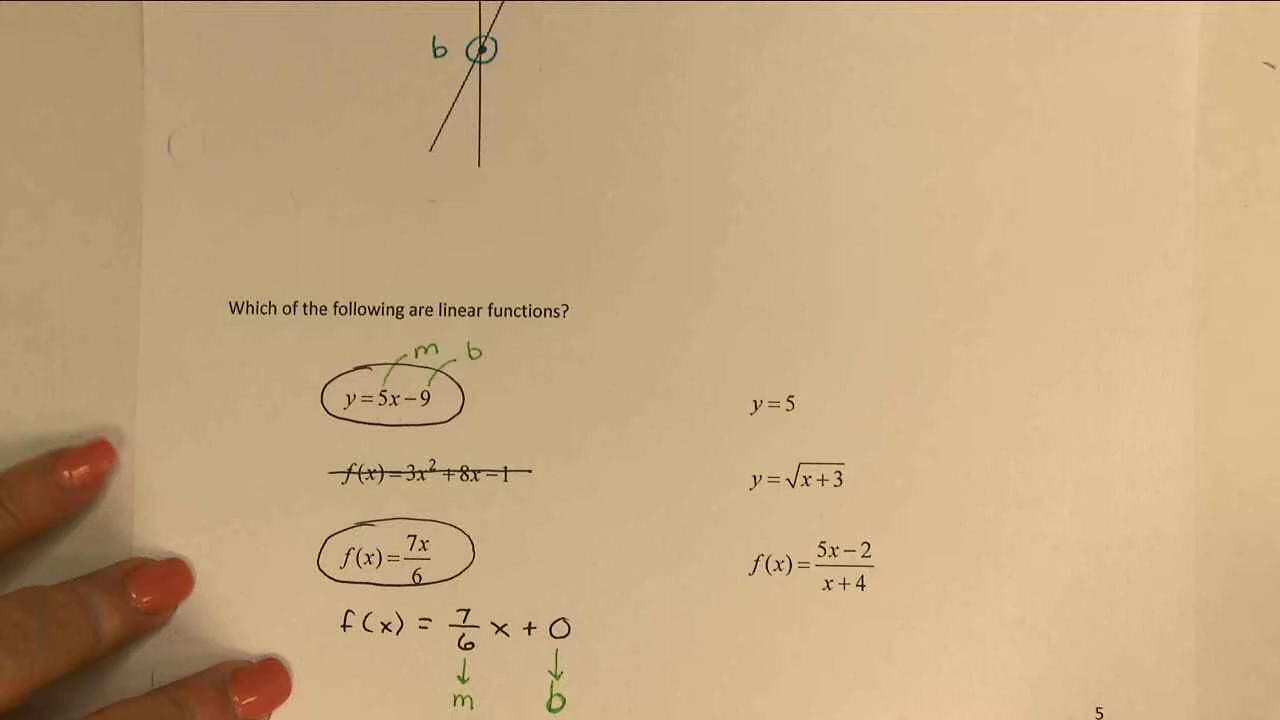 b
Which of the following are linear functions?
m b
y = 5x − 9
y = 5
f(x) = 3x² + 8x − 1
y = √(x + 3)
f(x) = 7x/6
f(x) = (5x − 2)/(x + 4)
f(x) = 7/6 x + 0
m b
5